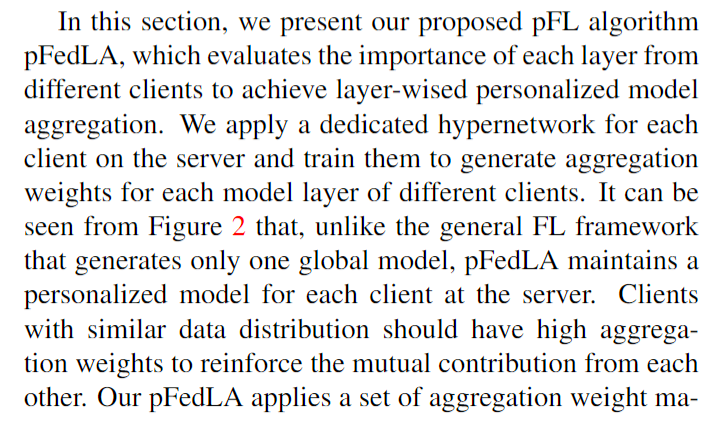 In this section, we present our proposed pFL algorithm
pFedLA, which evaluates the importance of each layer from
different clients to achieve layer-wised personalized model
aggregation. We apply a dedicated hypernetwork for each
client on the server and train them to generate aggregation
weights for each model layer of different clients. It can be
seen from Figure 2 that, unlike the general FL framework
that generates only one global model, pFedLA maintains a
personalized model for each client at the server. Clients
with similar data distribution should have high aggrega-
tion weights to reinforce the mutual contribution from each
other. Our pFedLA applies a set of aggregation weight ma-